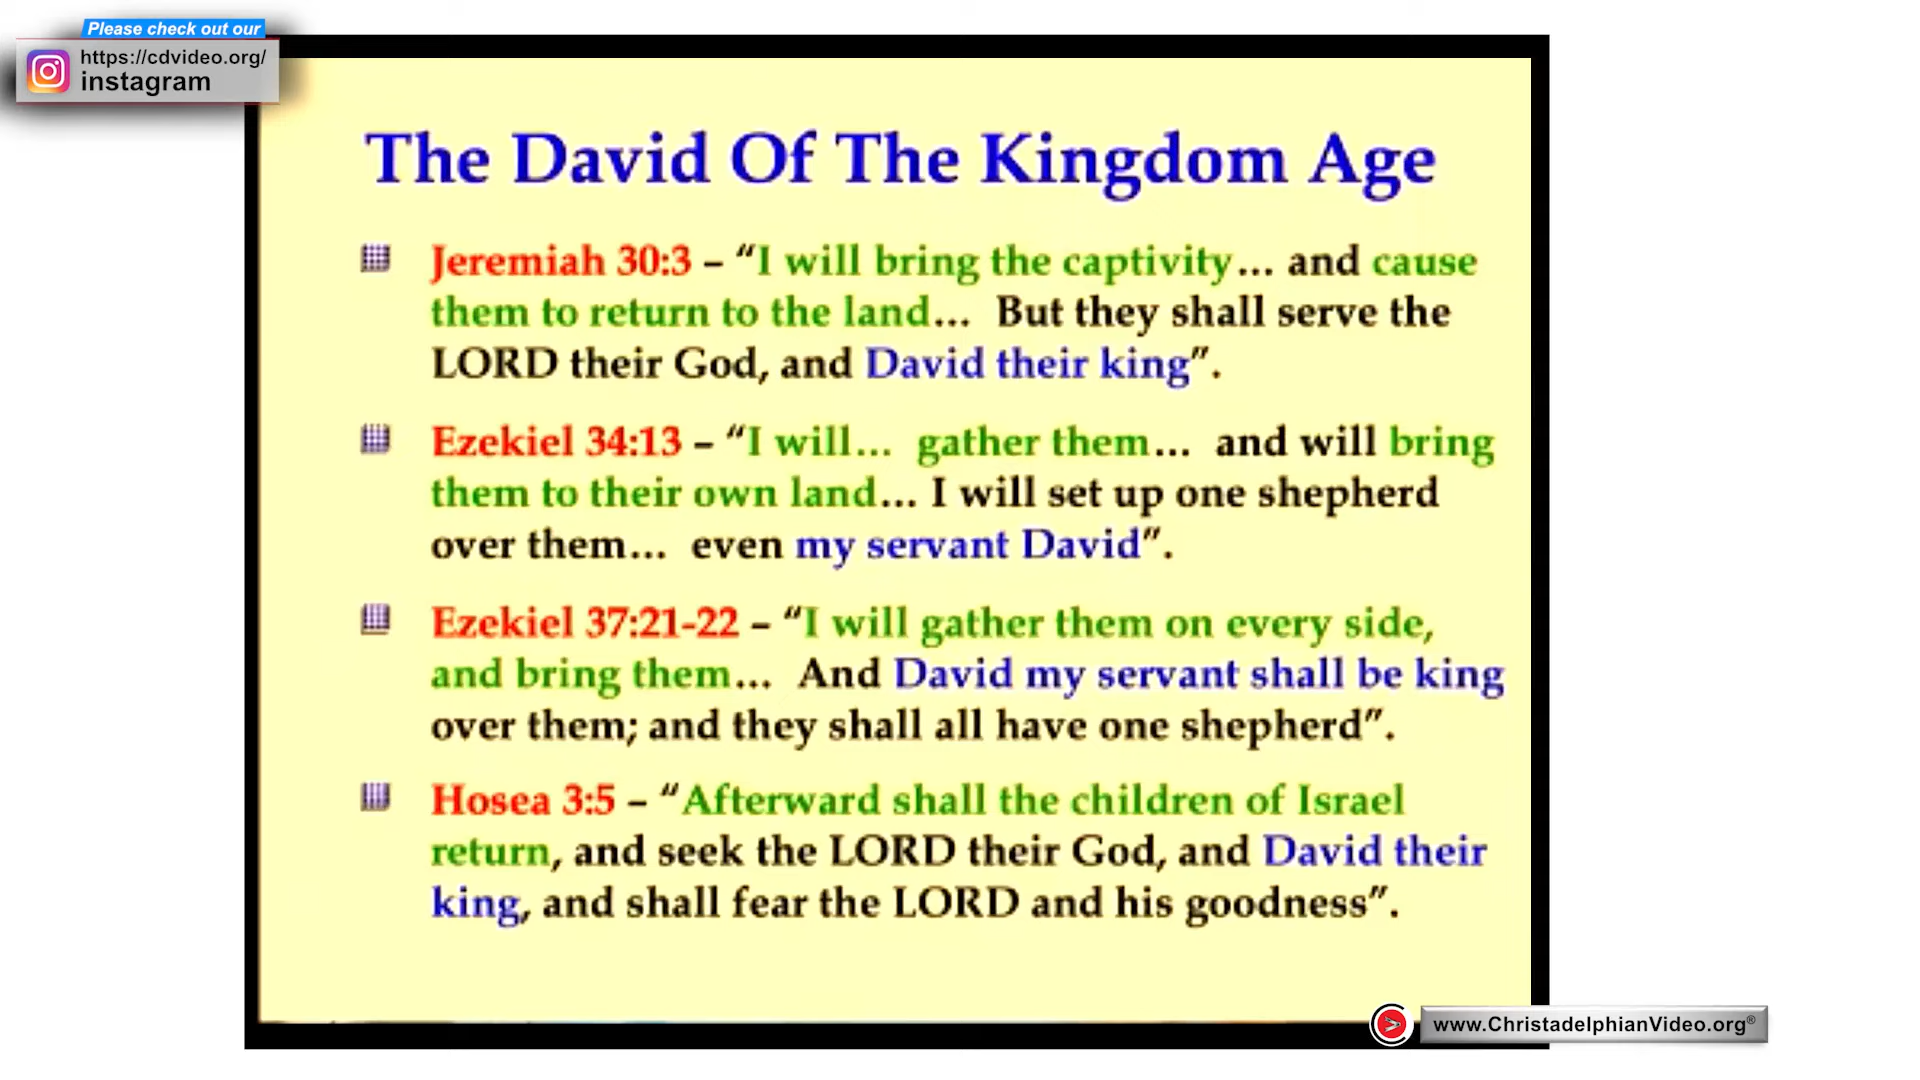 Please check out our
https://cdvideo.org/
instagram
The David Of The Kingdom Age
Jeremiah 30:3 – “I will bring the captivity… and cause
them to return to the land… But they shall serve the
LORD their God, and David their king”.
Ezekiel 34:13 – “I will… gather them… and will bring
them to their own land… I will set up one shepherd
over them… even my servant David”.
Ezekiel 37:21-22 – “I will gather them on every side,
and bring them… And David my servant shall be king
over them; and they shall all have one shepherd”.
Hosea 3:5 – “Afterward shall the children of Israel
return, and seek the LORD their God, and David their
king, and shall fear the LORD and his goodness”.
www.ChristadelphianVideo.org®